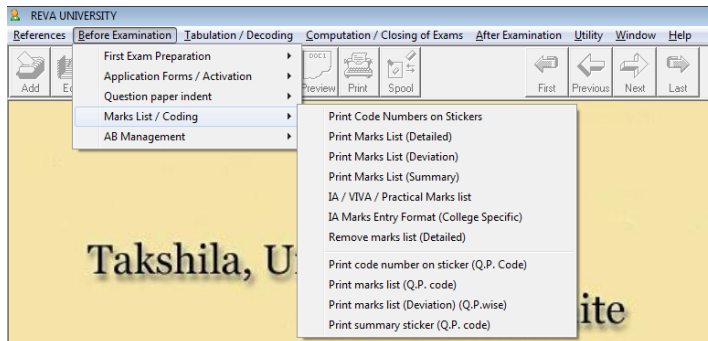 REVA UNIVERSITY
References Before Examination Tabulation / Decoding Computation / Closing of Exams After Examination Utility Window Help
Add Preview Print Spool First Previous Next Last
DOC1
First Exam Preparation
Application Forms / Activation
Question paper indent
Marks List / Coding
AB Management
Print Code Numbers on Stickers
Print Marks List (Detailed)
Print Marks List (Deviation)
Print Marks List (Summary)
IA / VIVA / Practical Marks list
IA Marks Entry Format (College Specific)
Remove marks list (Detailed)
Print code number on sticker (Q.P. Code)
Print marks list (Q.P. code)
Print marks list (Deviation) (Q.P.wise)
Print summary sticker (Q.P. code)
Takshila, U
ite